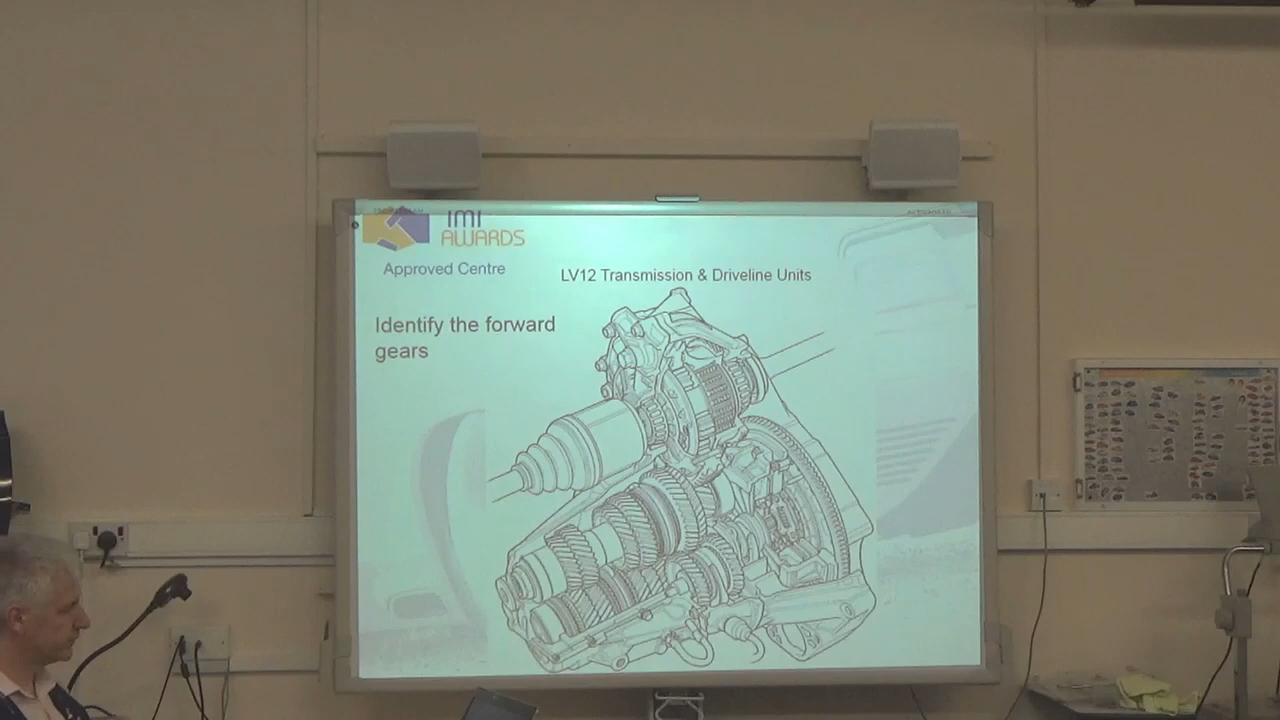 IMI
AWARDS
Approved Centre
LV12 Transmission & Driveline Units
Identify the forward
gears